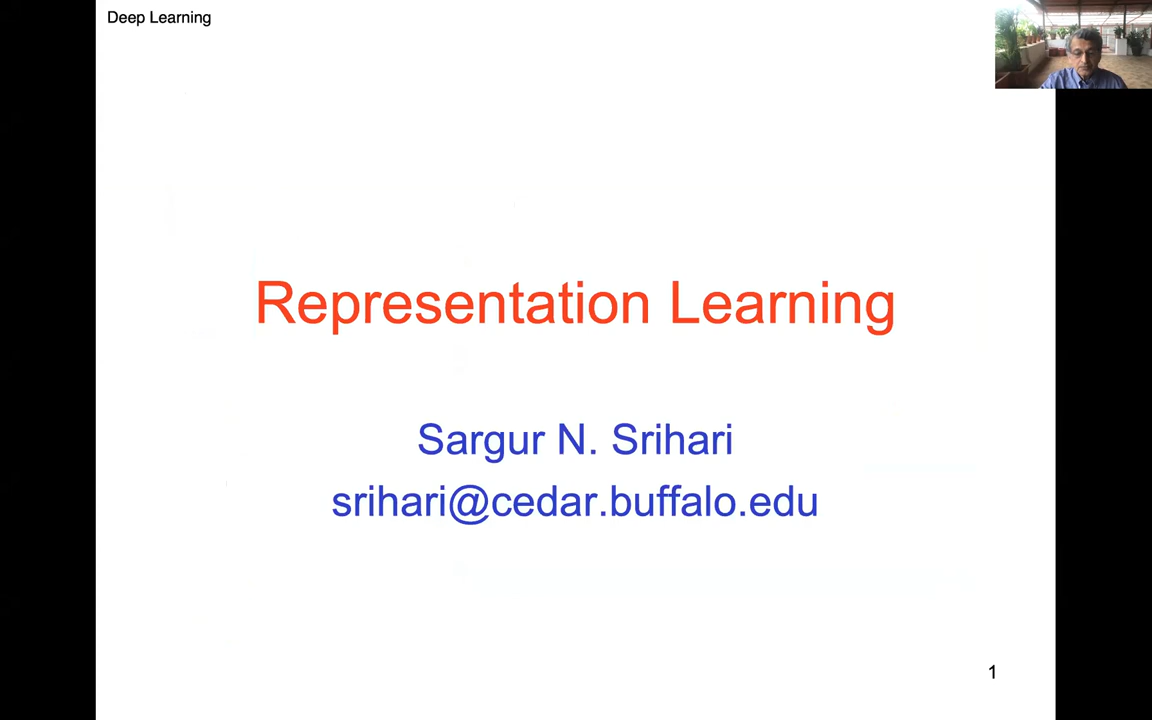 Deep Learning
Representation Learning
Sargur N. Srihari
srihari@cedar.buffalo.edu
1